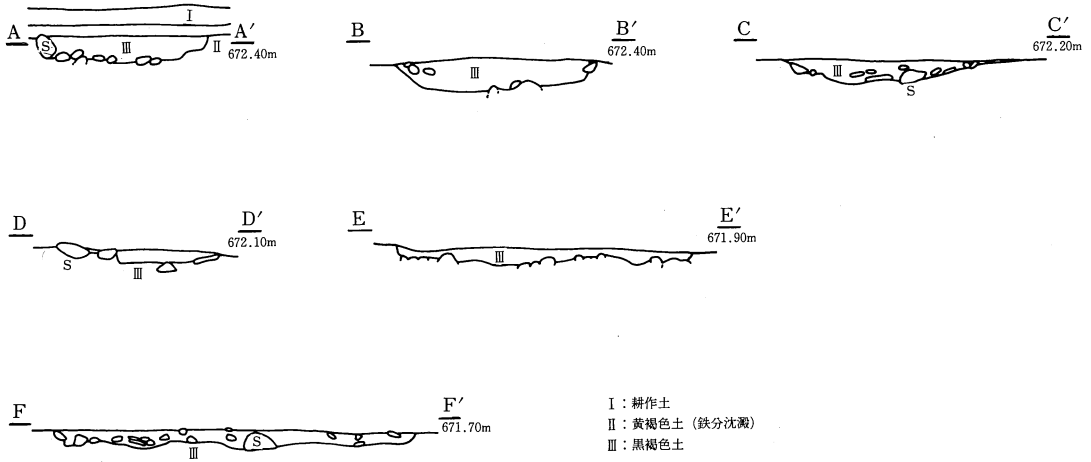 Ⅰ
A S Ⅲ Ⅱ A′
672.40m
B Ⅲ B′
672.40m
C Ⅲ S C′
672.20m
D S Ⅲ D′
672.10m
E Ⅲ E′
671.90m
F Ⅲ S F′
671.70m
Ⅰ：耕作土
Ⅱ：黄褐色土（鉄分沈澱）
Ⅲ：黒褐色土